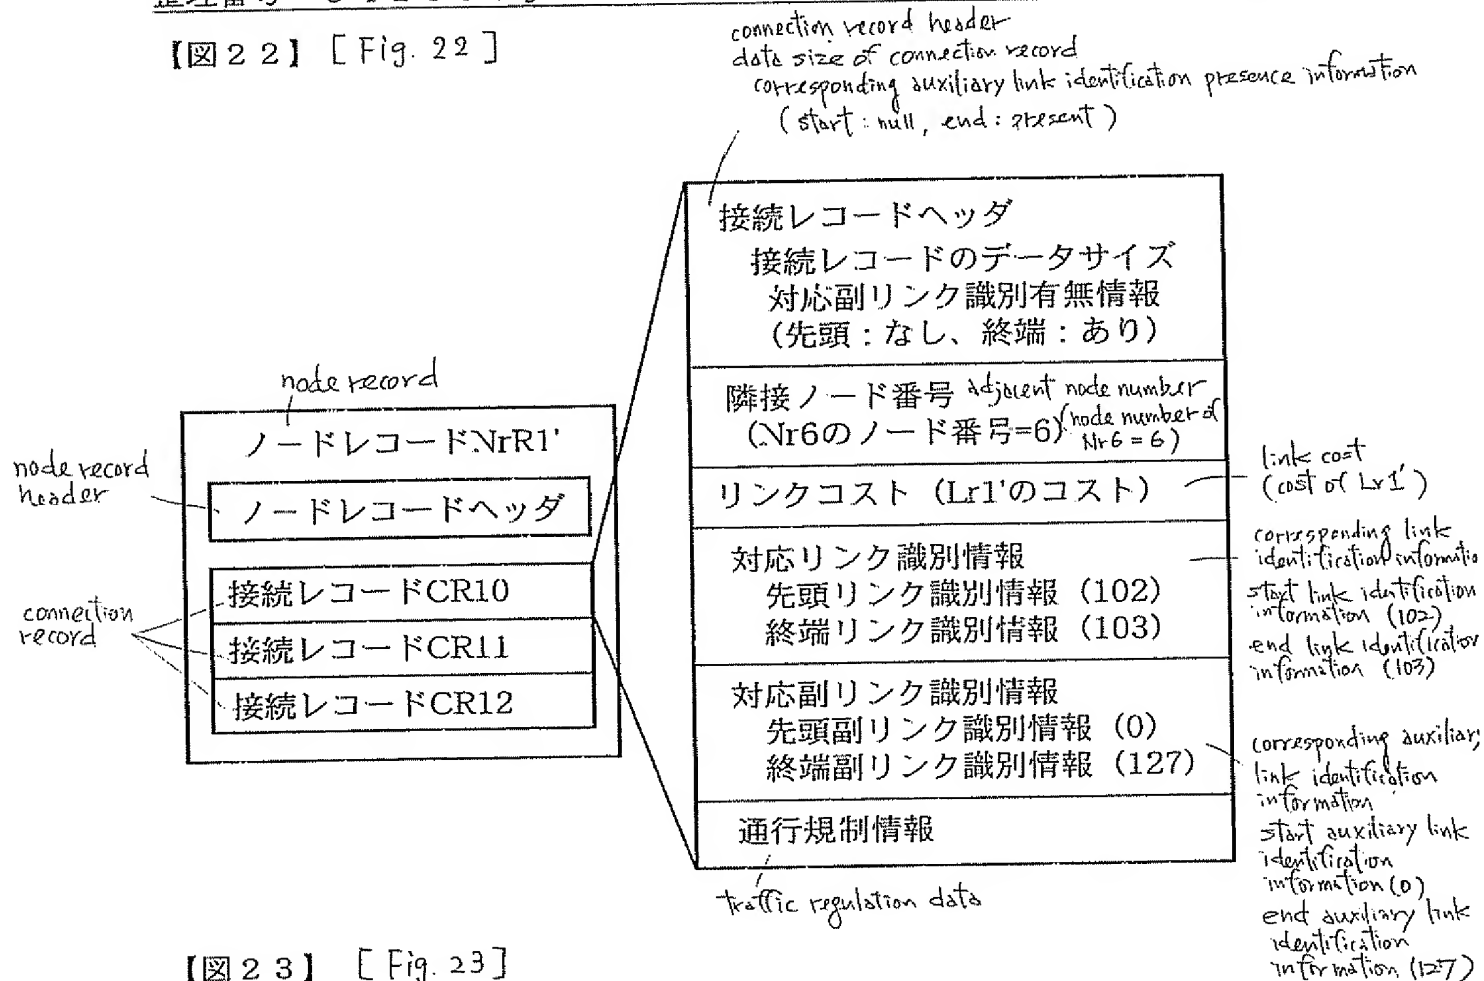 【図２２】 [Fig. 22]
connection record header
data size of connection record
corresponding auxiliary link identification presence information
(start : null, end : present)
接続レコードヘッダ
接続レコードのデータサイズ
対応副リンク識別有無情報
（先頭：なし、終端：あり）
隣接ノード番号 adjacent node number
（Nr6のノード番号=6） (node number of
Nr6 = 6)
リンクコスト（Lr1'のコスト）
link cost
(cost of Lr1')
対応リンク識別情報
先頭リンク識別情報（102）
終端リンク識別情報（103）
corresponding link
identification informatio
start link identification
information (102)
end link identification
information (103)
対応副リンク識別情報
先頭副リンク識別情報（0）
終端副リンク識別情報（127）
corresponding auxiliary
link identification
information
start auxiliary link
identification
information (0)
end auxiliary link
identification
information (127)
通行規制情報
traffic regulation data
node record
ノードレコードNrR1'
node record
header
ノードレコードヘッダ
connection
record
接続レコードCR10
接続レコードCR11
接続レコードCR12
【図２３】 [Fig. 23]